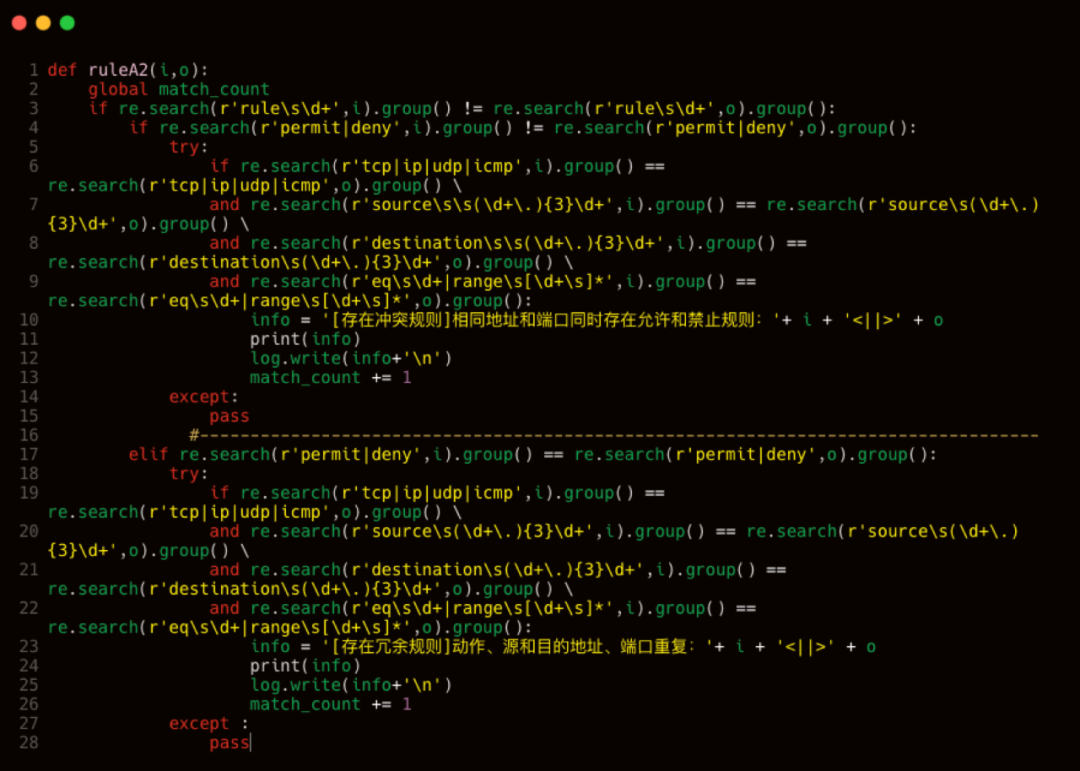 1 def ruleA2(i,o):
2     global match_count
3     if re.search(r'rule\s\d+',i).group() != re.search(r'rule\s\d+',o).group():
4         if re.search(r'permit|deny',i).group() != re.search(r'permit|deny',o).group():
5             try:
6                 if re.search(r'tcp|ip|udp|icmp',i).group() ==
re.search(r'tcp|ip|udp|icmp',o).group() \
7                 and re.search(r'source\s\s(\d+\.){3}\d+',i).group() == re.search(r'source\s(\d+\.)
{3}\d+',o).group() \
8                 and re.search(r'destination\s\s(\d+\.){3}\d+',i).group() ==
re.search(r'destination\s(\d+\.){3}\d+',o).group() \
9                 and re.search(r'eq\s\d+|range\s[\d+\s]*',i).group() ==
re.search(r'eq\s\d+|range\s[\d+\s]*',o).group():
10                     info = '[存在冲突规则]相同地址和端口同时存在允许和禁止规则: '+ i + '<||>' + o
11                     print(info)
12                     log.write(info+'\n')
13                     match_count += 1
14             except:
15                 pass
16               #-----------------------------------------------------------------------------------
17         elif re.search(r'permit|deny',i).group() == re.search(r'permit|deny',o).group():
18             try:
19                 if re.search(r'tcp|ip|udp|icmp',i).group() ==
re.search(r'tcp|ip|udp|icmp',o).group() \
20                 and re.search(r'source\s(\d+\.){3}\d+',i).group() == re.search(r'source\s(\d+\.)
{3}\d+',o).group() \
21                 and re.search(r'destination\s(\d+\.){3}\d+',i).group() ==
re.search(r'destination\s(\d+\.){3}\d+',o).group() \
22                 and re.search(r'eq\s\d+|range\s[\d+\s]*',i).group() ==
re.search(r'eq\s\d+|range\s[\d+\s]*',o).group():
23                     info = '[存在冗余规则]动作、源和目的地址、端口重复: '+ i + '<||>' + o
24                     print(info)
25                     log.write(info+'\n')
26                     match_count += 1
27             except :
28                 pass